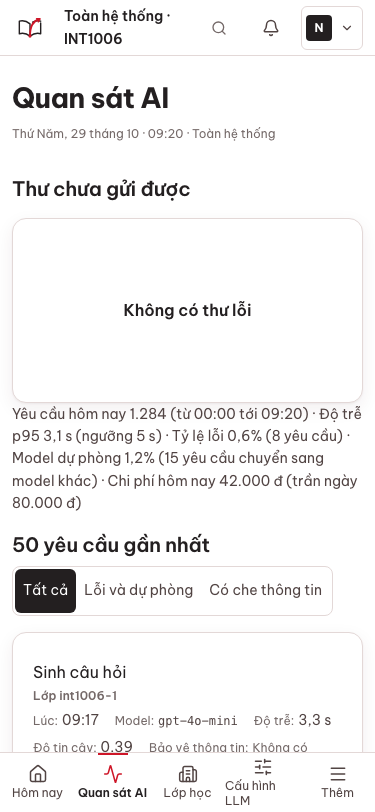 Toàn hệ thống ·
INT1006
N
Quan sát AI
Thứ Năm, 29 tháng 10 · 09:20 · Toàn hệ thống
Thư chưa gửi được
Không có thư lỗi
Yêu cầu hôm nay 1.284 (từ 00:00 tới 09:20) · Độ trễ
p95 3,1 s (ngưỡng 5 s) · Tỷ lệ lỗi 0,6% (8 yêu cầu) ·
Model dự phòng 1,2% (15 yêu cầu chuyển sang
model khác) · Chi phí hôm nay 42.000 đ (trần ngày
80.000 đ)
50 yêu cầu gần nhất
Tất cả Lỗi và dự phòng Có che thông tin
Sinh câu hỏi
Lớp int1006-1
Lúc: 09:17 Model: gpt-4o-mini Độ trễ: 3,3 s
Độ tin cậy: 0.39 Bảo vệ thông tin: Không có
Hôm nay Quan sát AI Lớp học Cấu hình LLM Thêm